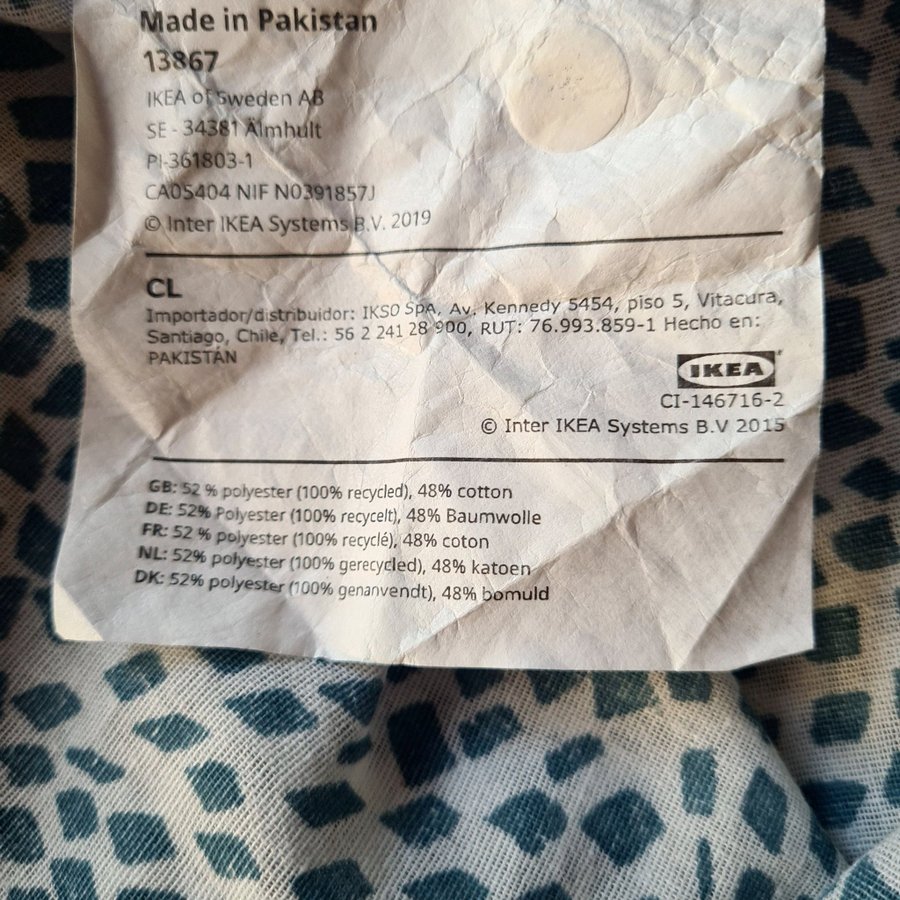 Made in Pakistan
13867
IKEA of Sweden AB
SE - 34381 Älmhult
PI-361803-1
CA05404 NIF N0391857J
© Inter IKEA Systems B.V. 2019
CL
Importador/distribuidor: IKSO SpA, Av. Kennedy 5454, piso 5, Vitacura,
Santiago, Chile, Tel.: 56 2 241 28 900, RUT: 76.993.859-1 Hecho en:
PAKISTÁN
IKEA
CI-146716-2
© Inter IKEA Systems B.V 2015
GB: 52 % polyester (100% recycled), 48% cotton
DE: 52% Polyester (100% recycelt), 48% Baumwolle
FR: 52 % polyester (100% recyclé), 48% coton
NL: 52% polyester (100% gerecycled), 48% katoen
DK: 52% polyester (100% genanvendt), 48% bomuld